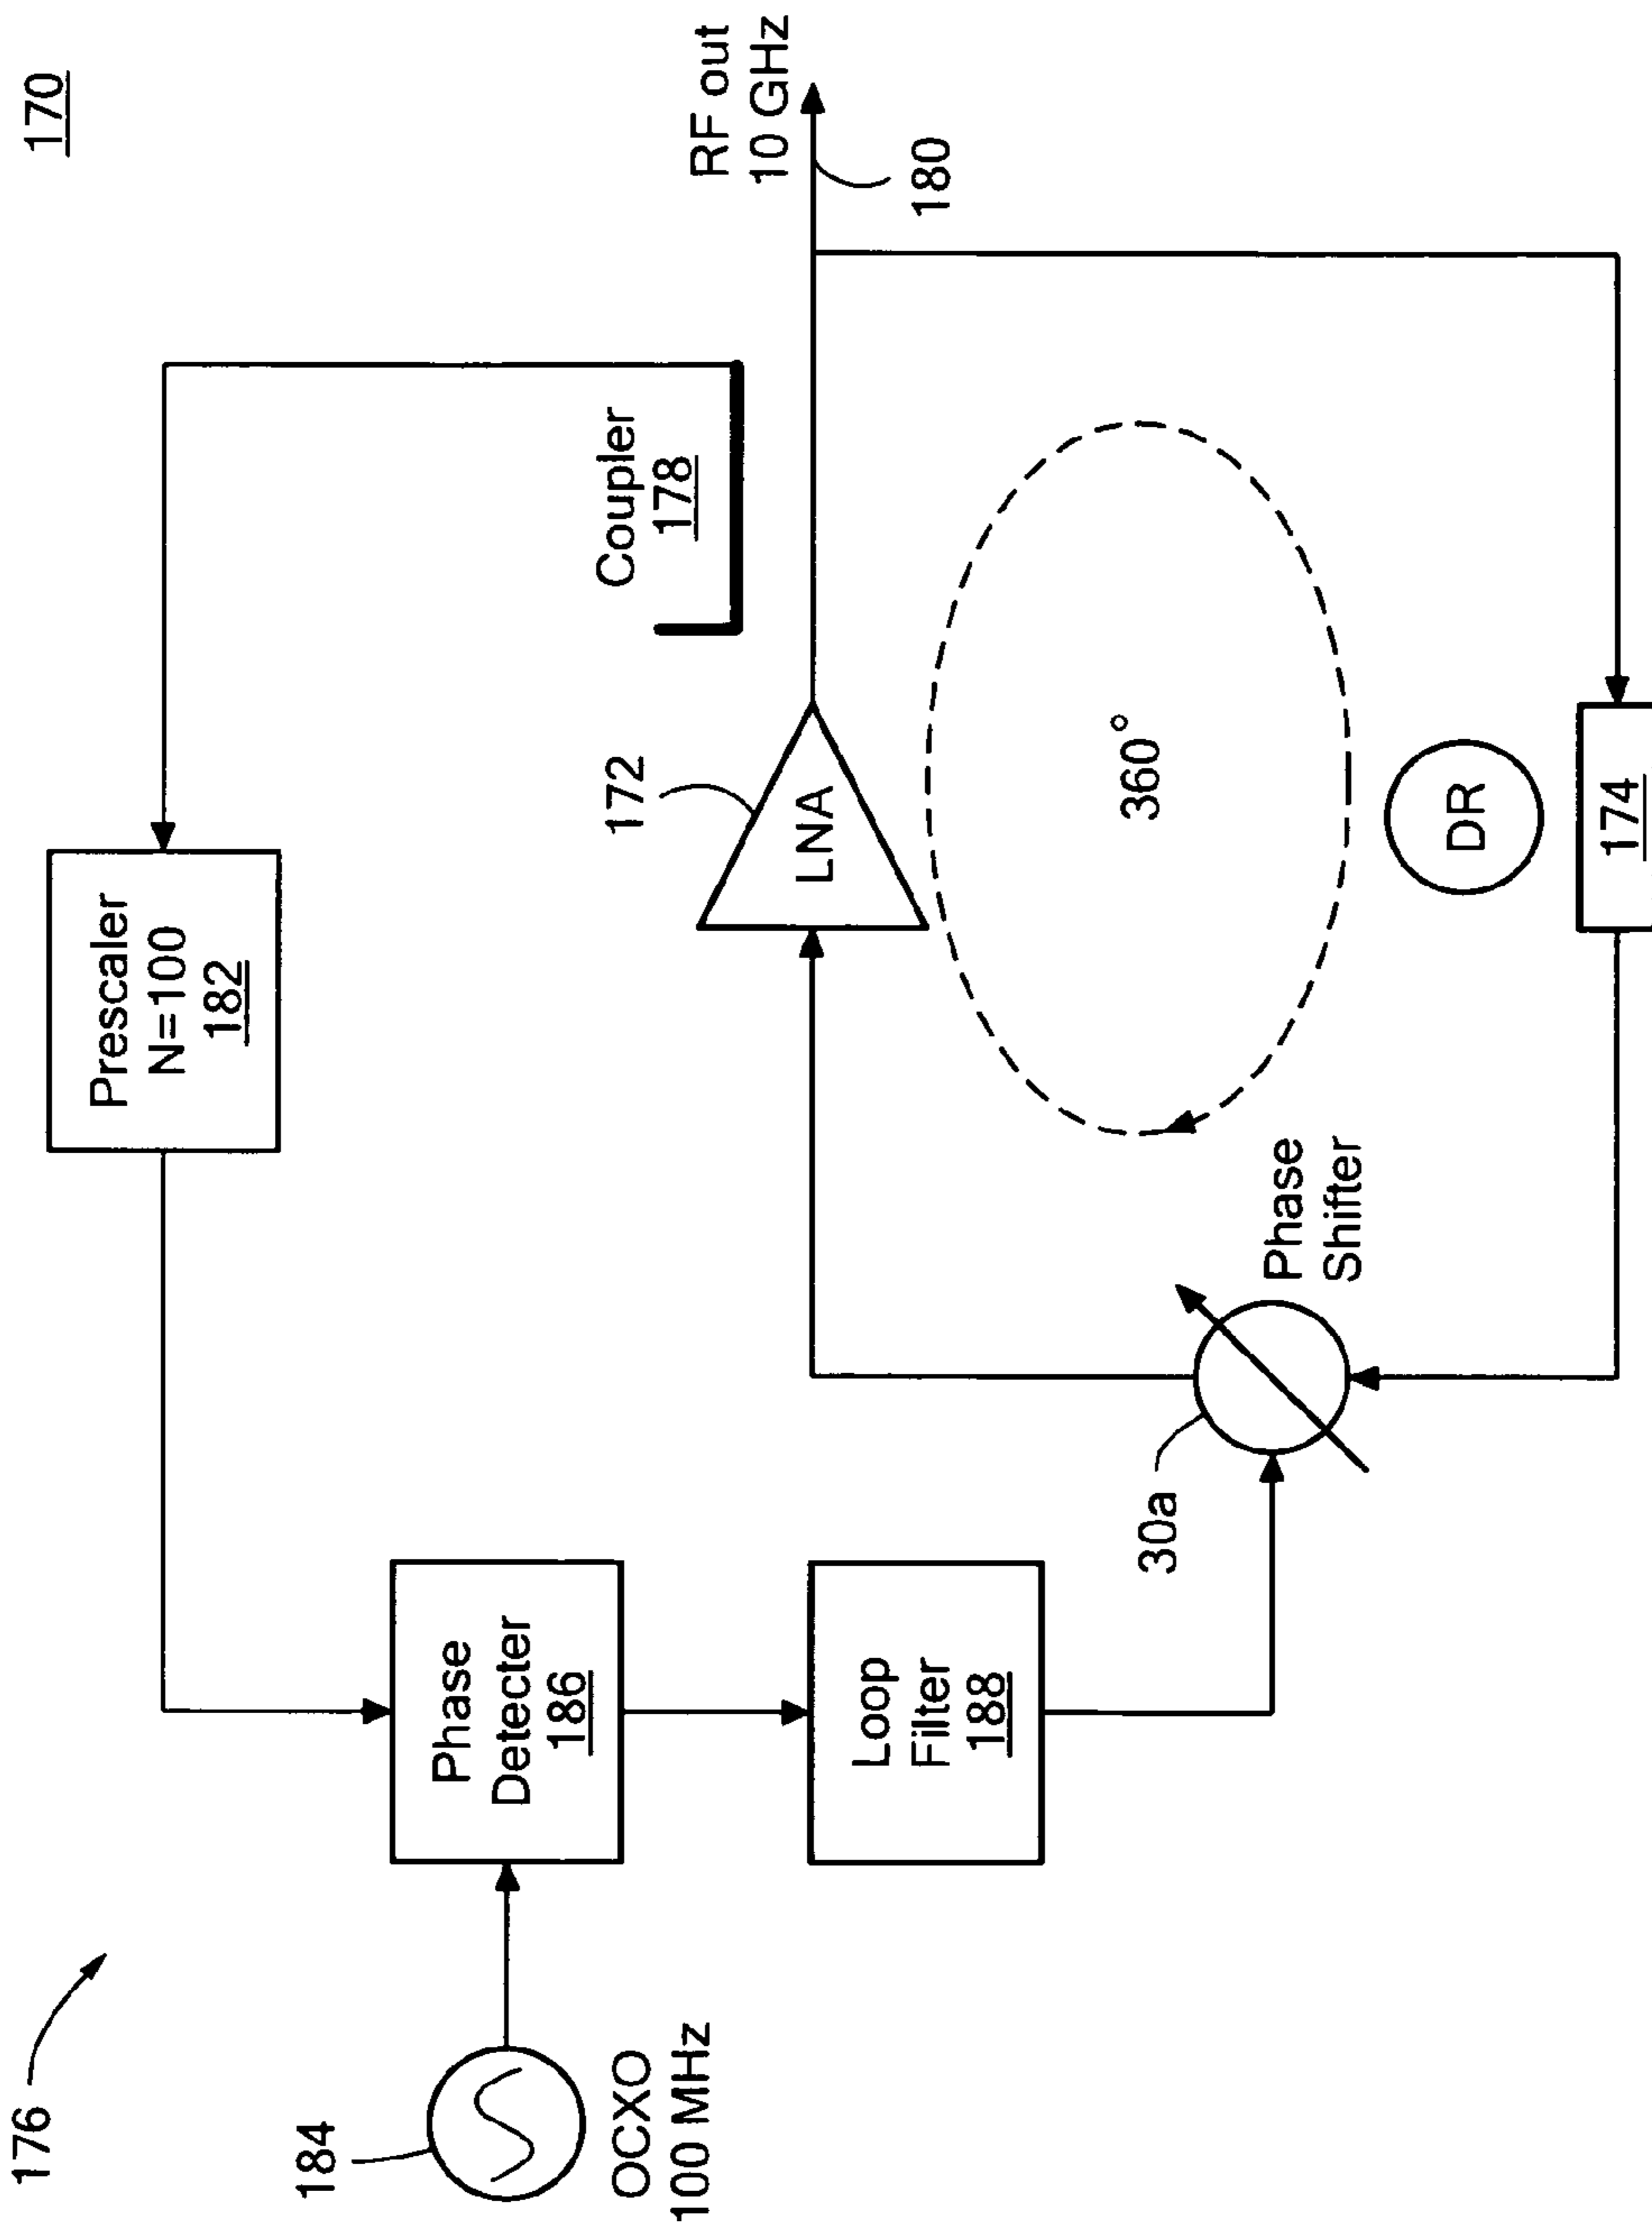 170
176
Prescaler
N=100
182
184
OCXO
100 MHz
Phase
Detecter
186
Coupler
178
172
LNA
RF out
10 GHz
180
Loop
Filter
188
30a
Phase
Shifter
360°
DR
174